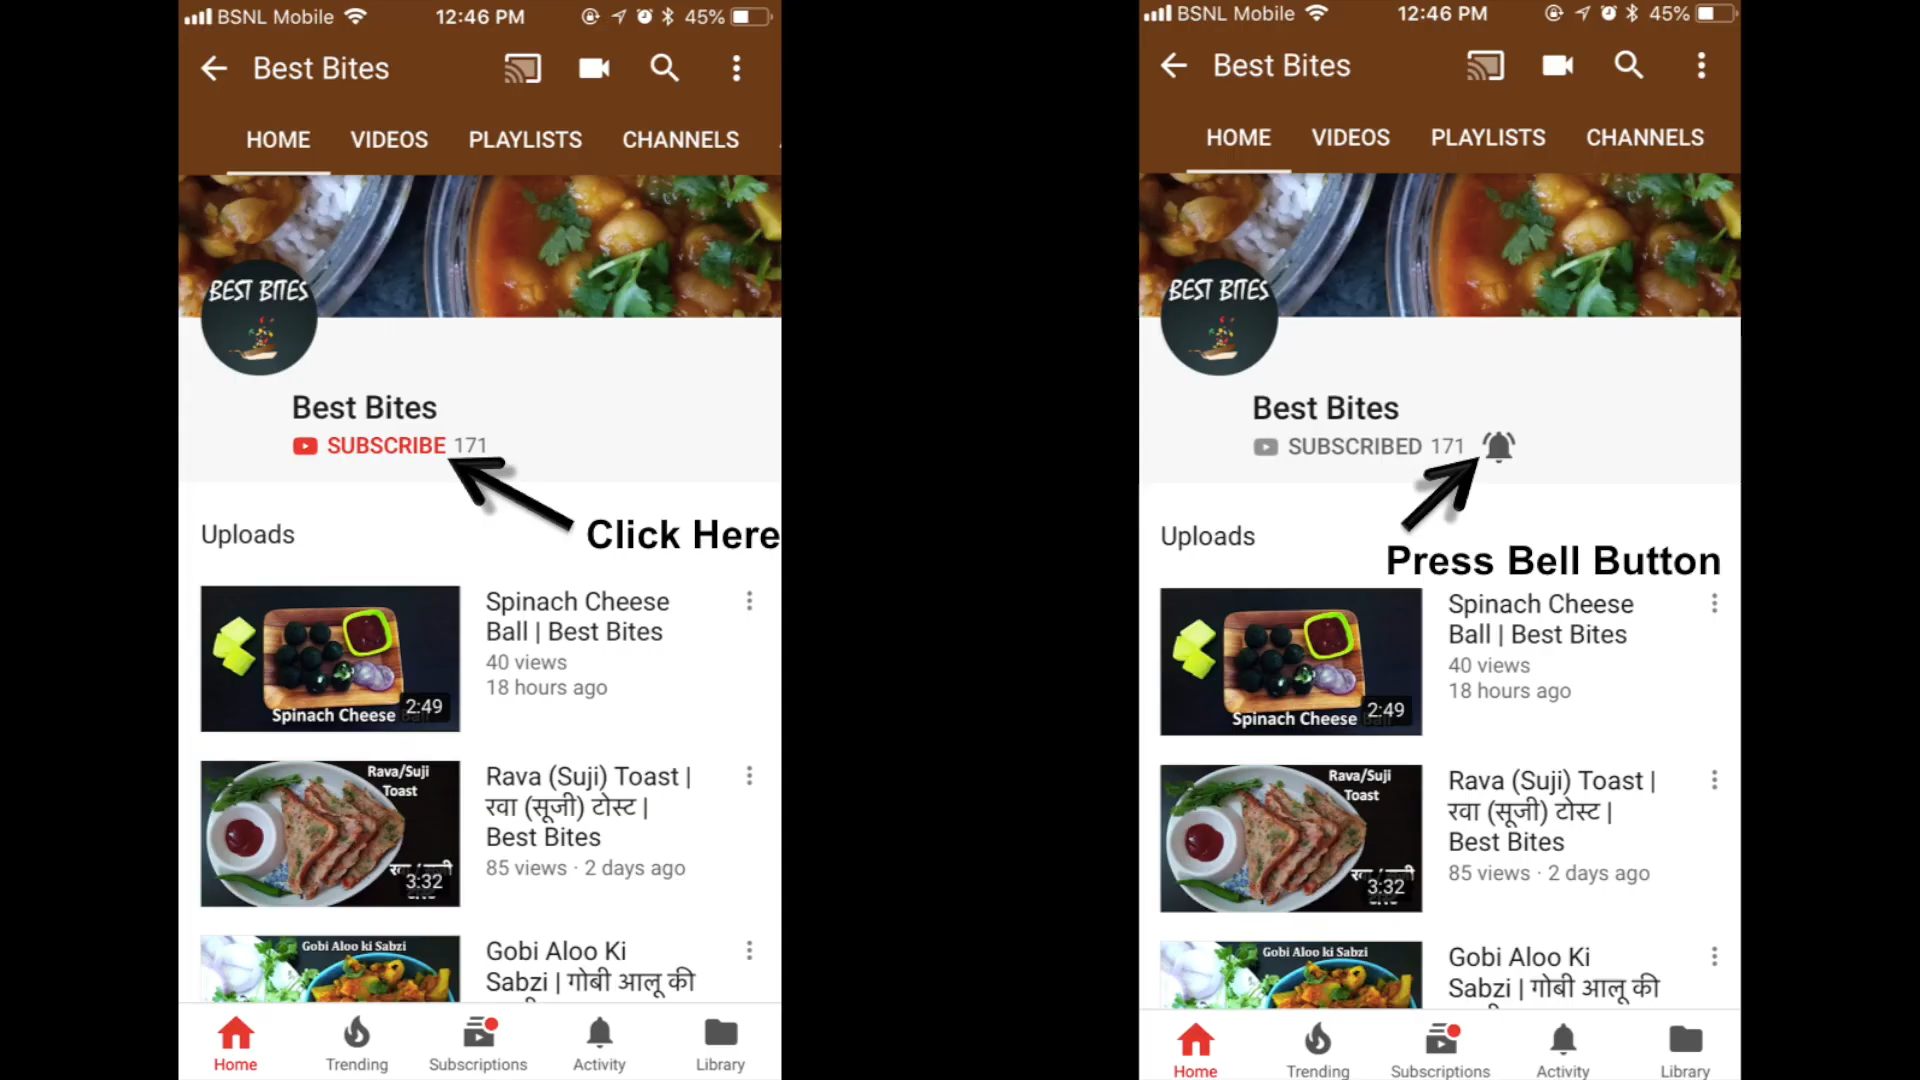 BSNL Mobile 12:46 PM 45%
Best Bites
HOME VIDEOS PLAYLISTS CHANNELS
BEST BITES
Best Bites
SUBSCRIBE 171
Click Here
Uploads
Spinach Cheese
Ball | Best Bites
40 views
18 hours ago
Spinach Cheese
2:49
Rava (Suji) Toast |
रवा (सूजी) टोस्ट |
Best Bites
85 views · 2 days ago
Rava/Suji
Toast
3:32
Gobi Aloo Ki
Sabzi | गोबी आलू की
Gobi Aloo ki Sabzi
Home Trending Subscriptions Activity Library
BSNL Mobile 12:46 PM 45%
Best Bites
HOME VIDEOS PLAYLISTS CHANNELS
BEST BITES
Best Bites
SUBSCRIBED 171
Press Bell Button
Uploads
Spinach Cheese
Ball | Best Bites
40 views
18 hours ago
Spinach Cheese
2:49
Rava (Suji) Toast |
रवा (सूजी) टोस्ट |
Best Bites
85 views · 2 days ago
Rava/Suji
Toast
3:32
Gobi Aloo Ki
Sabzi | गोबी आलू की
Gobi Aloo ki Sabzi
Home Trending Subscriptions Activity Library